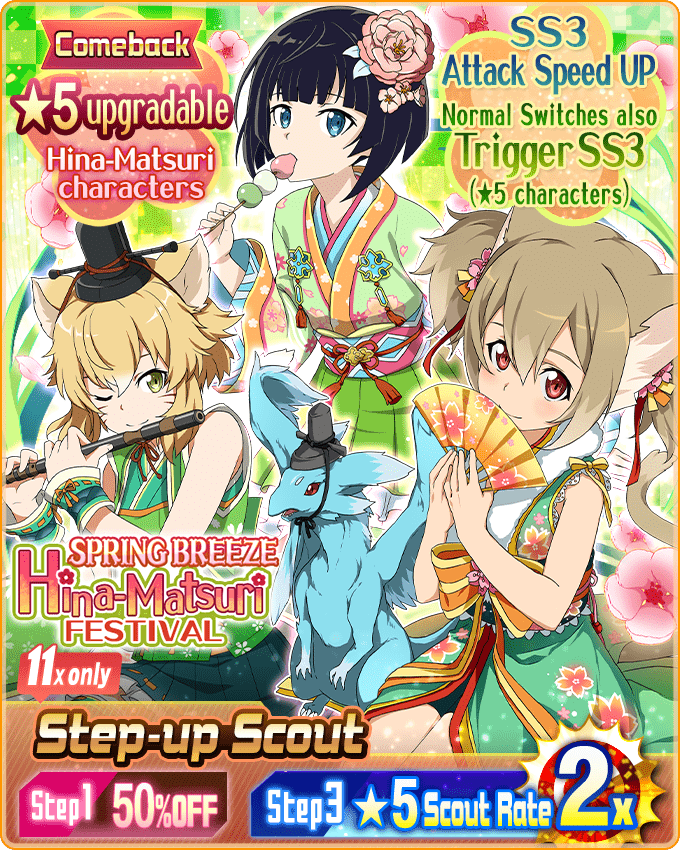 Comeback
★5 upgradable
Hina-Matsuri
characters
SS3
Attack Speed UP
Normal Switches also
Trigger SS3
(★5 characters)
SPRING BREEZE
Hina-Matsuri
FESTIVAL
11x only
Step-up Scout
Step1 50%OFF
Step3 ★5 Scout Rate 2x